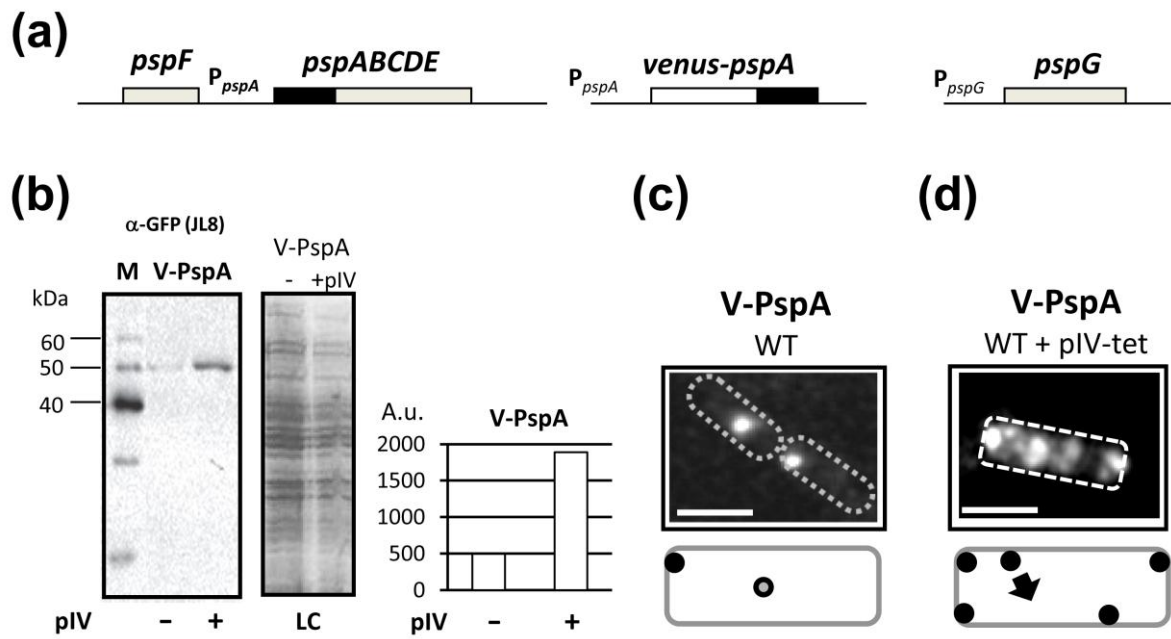 (a)
pspF
PpspA
pspABCDE
PpspA
venus-pspA
PpspG
pspG
(b)
α-GFP (JL8)
M V-PspA
kDa
60
50
40
pIV - +
V-PspA
- +pIV
LC
A.u.
V-PspA
2000
1500
1000
500
0
pIV - +
(c)
V-PspA
WT
(d)
V-PspA
WT + pIV-tet